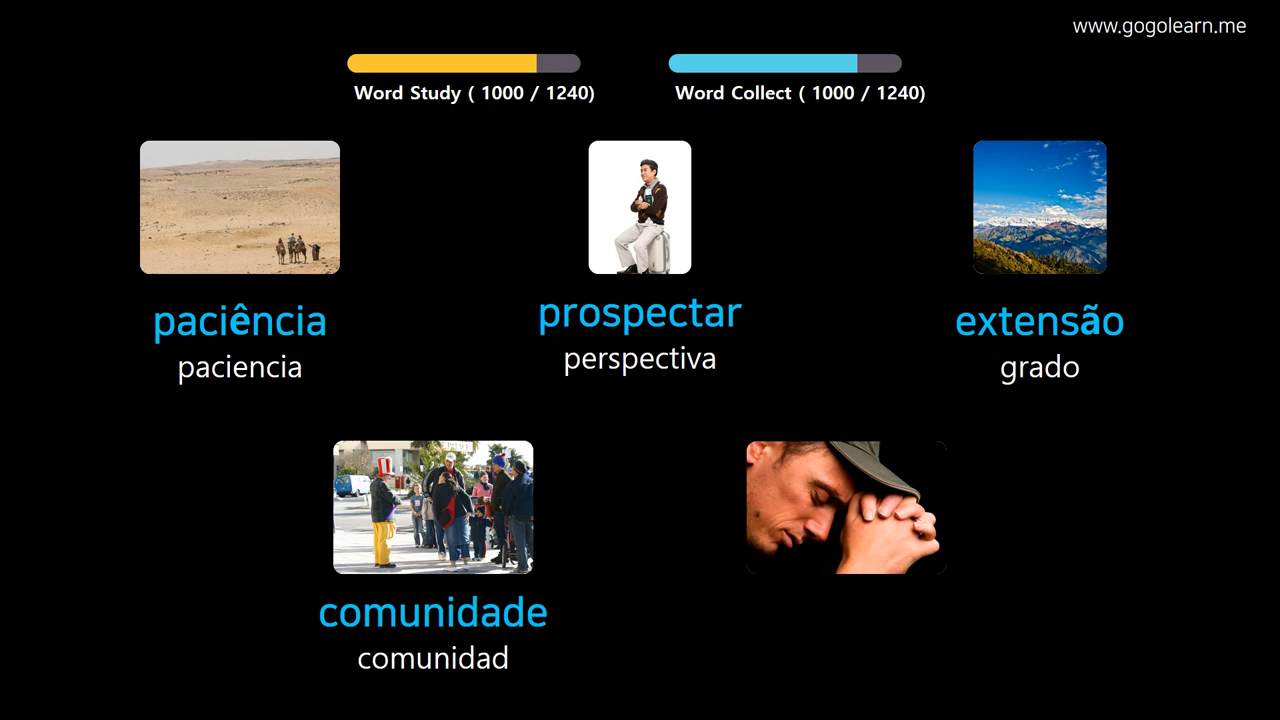 www.gogolearn.me
Word Study ( 1000 / 1240)
Word Collect ( 1000 / 1240)
paciência
paciencia
prospectar
perspectiva
extensão
grado
comunidade
comunidad